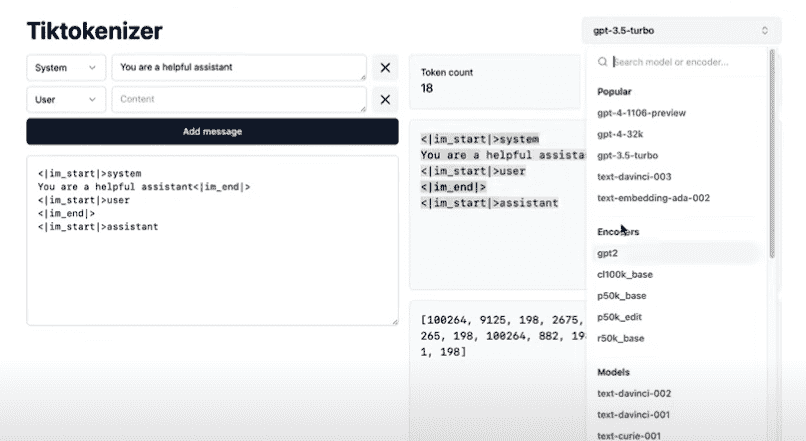 Tiktokenizer
gpt-3.5-turbo
System
You are a helpful assistant
User
Content
Add message
<|im_start|>system
You are a helpful assistant<|im_end|>
<|im_start|>user
<|im_end|>
<|im_start|>assistant
Token count
18
<|im_start|>system
You are a helpful assista
<|im_start|>user
<|im_end|>
<|im_start|>assistant
[100264, 9125, 198, 2675,
265, 198, 100264, 882, 19
1, 198]
Search model or encoder...
Popular
gpt-4-1106-preview
gpt-4-32k
gpt-3.5-turbo
text-davinci-003
text-embedding-ada-002
Encoders
gpt2
cl100k_base
p50k_base
p50k_edit
r50k_base
Models
text-davinci-002
text-davinci-001
text-curie-001